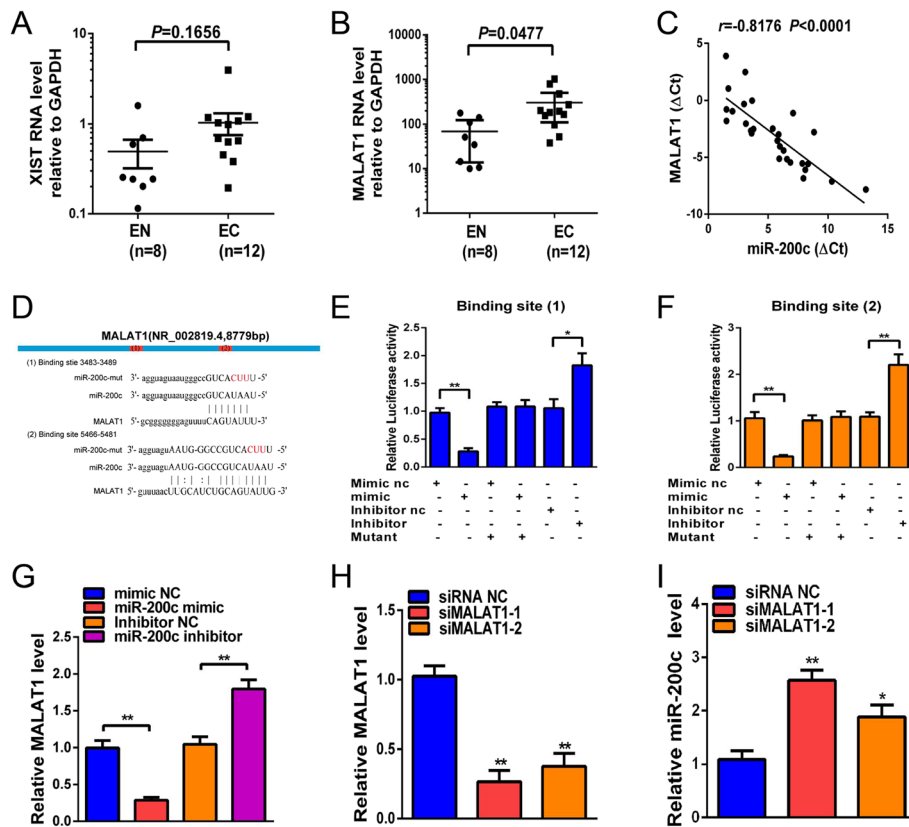 A
P=0.1656
XIST RNA level
relative to GAPDH
10
1
0.1
EN
(n=8)
EC
(n=12)
B
P=0.0477
MALAT1 RNA level
relative to GAPDH
10000
1000
100
10
1
EN
(n=8)
EC
(n=12)
C
r=-0.8176 P<0.0001
MALAT1 (ΔCt)
5
0
-5
-10
0 5 10 15
miR-200c (ΔCt)
D
MALAT1(NR_002819.4,8779bp)
(1) (2)
(1) Binding stie 3483-3489
miR-200c-mut 3'- agguaguaaugggccGUCACUUU -5'
miR-200c 3'- agguaguaaugggccGUCAUAAU -5'
| | | | | | |
MALAT1 5'- gcgggggggaguuuuCAGUAUUU -3'
(2) Binding 5466-5481
miR-200c-mut 3'- agguaguAAUG-GGCCGUCACUUU -5'
miR-200c 3'- agguaguAAUG-GGCCGUCAUAAU -5'
MALAT1 5'- guuuuacUUGCAUCUGCAGUAUUG -3'
E
Binding site (1)
Relative Luciferase activity
2.5
2.0
1.5
1.0
0.5
0.0
**
*
Mimic nc + - + - - -
mimic - + - + - -
Inhibitor nc - - - - + -
Inhibitor - - - - - +
Mutant - - + + - -
F
Binding site (2)
Relative Luciferase activity
3
2
1
0
**
**
Mimic nc + - + - - -
mimic - + - + - -
Inhibitor nc - - - - + -
Inhibitor - - - - - +
Mutant - - + + - -
G
mimic NC
miR-200c mimic
Inhibitor NC
miR-200c inhibitor
Relative MALAT1 level
2.5
2.0
1.5
1.0
0.5
0.0
**
**
H
siRNA NC
siMALAT1-1
siMALAT1-2
Relative MALAT1 level
1.5
1.0
0.5
0.0
**
**
I
siRNA NC
siMALAT1-1
siMALAT1-2
Relative miR-200c level
4
3
2
1
0
**
*